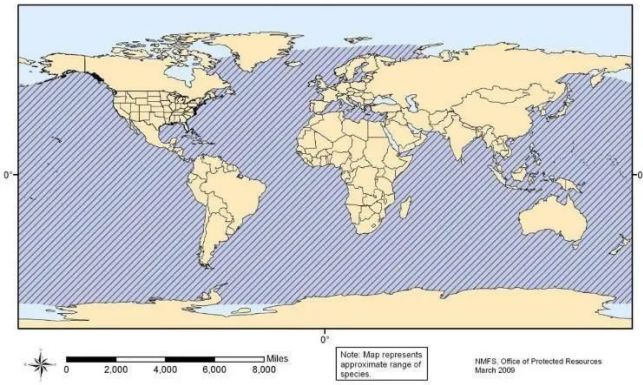 0°
0°
0°
Miles
0 2,000 4,000 6,000 8,000
Note: Map represents
approximate range of
species.
NMFS, Office of Protected Resources
March 2009